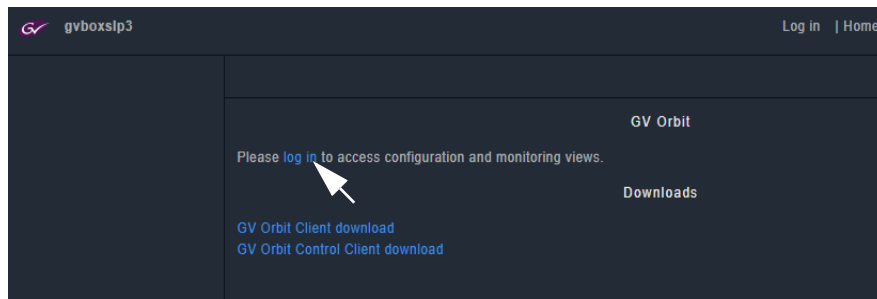 GV gvboxslp3 Log in | Home
GV Orbit
Please log in to access configuration and monitoring views.
Downloads
GV Orbit Client download
GV Orbit Control Client download